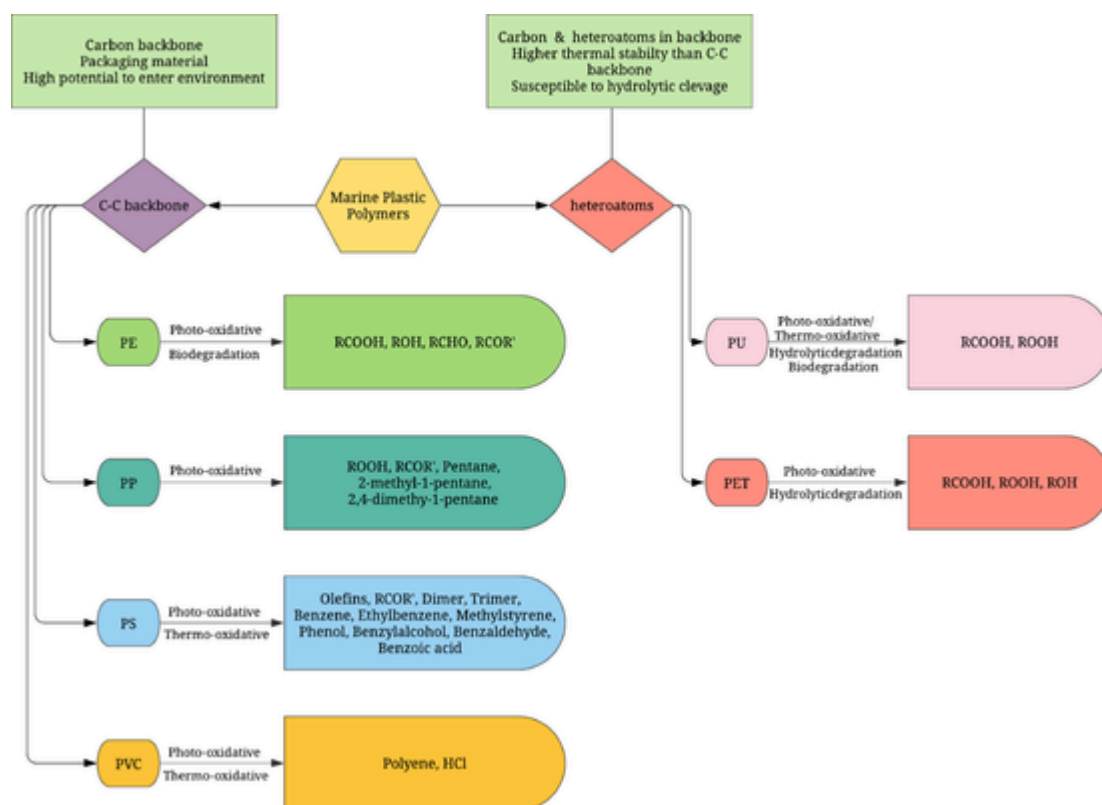 Carbon backbone
Packaging material
High potential to enter environment
Carbon & heteroatoms in backbone
Higher thermal stabilty than C-C
backbone
Susceptible to hydrolytic clevage
C-C backbone
Marine Plastic
Polymers
heteroatoms
PE
Photo-oxidative
Biodegradation
RCOOH, ROH, RCHO, RCOR'
PU
Photo-oxidative/
Thermo-oxidative
Hydrolyticdegradation
Biodegradation
RCOOH, ROOH
PP
Photo-oxidative
ROOH, RCOR', Pentane,
2-methyl-1-pentane,
2,4-dimethy-1-pentane
PET
Photo-oxidative
Hydrolyticdegradation
RCOOH, ROOH, ROH
PS
Photo-oxidative
Thermo-oxidative
Olefins, RCOR', Dimer, Trimer,
Benzene, Ethylbenzene, Methylstyrene,
Phenol, Benzylalcohol, Benzaldehyde,
Benzoic acid
PVC
Photo-oxidative
Thermo-oxidative
Polyene, HCl